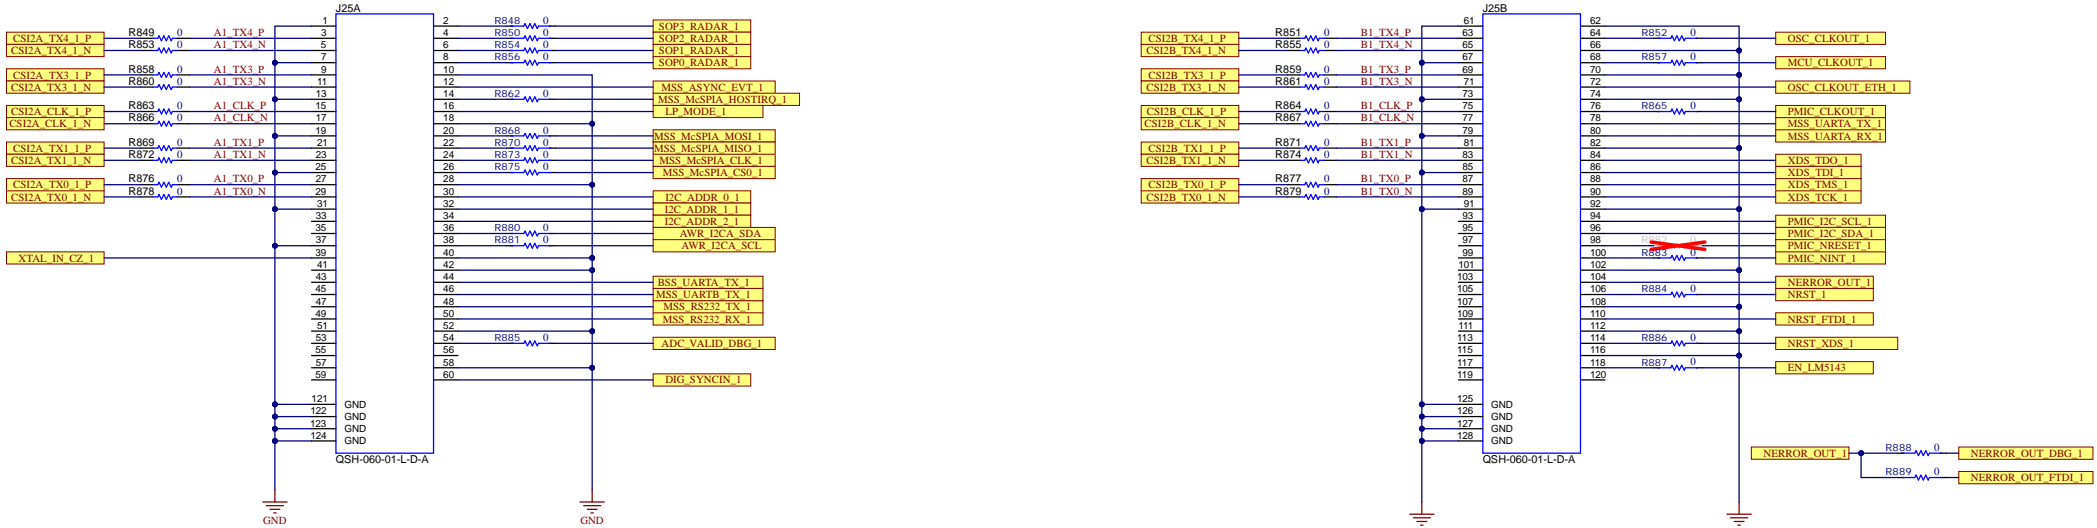 J25A
1 2 R848 0 SOP3_RADAR_1
CSI2A_TX4_1_P R849 0 A1_TX4_P 3 4 R850 0 SOP2_RADAR_1
CSI2A_TX4_1_N R853 0 A1_TX4_N 5 6 R854 0 SOP1_RADAR_1
7 8 R856 0 SOP0_RADAR_1
CSI2A_TX3_1_P R858 0 A1_TX3_P 9 10
CSI2A_TX3_1_N R860 0 A1_TX3_N 11 12 MSS_ASYNC_EVT_1
13 14 R862 0 MSS_McSPIA_HOSTIRQ_1
CSI2A_CLK_1_P R863 0 A1_CLK_P 15 16 LP_MODE_1
CSI2A_CLK_1_N R866 0 A1_CLK_N 17 18
19 20 R868 0 MSS_McSPIA_MOSI_1
CSI2A_TX1_1_P R869 0 A1_TX1_P 21 22 R870 0 MSS_McSPIA_MISO_1
CSI2A_TX1_1_N R872 0 A1_TX1_N 23 24 R873 0 MSS_McSPIA_CLK_1
25 26 R875 0 MSS_McSPIA_CS0_1
CSI2A_TX0_1_P R876 0 A1_TX0_P 27 28
CSI2A_TX0_1_N R878 0 A1_TX0_N 29 30 I2C_ADDR_0_1
31 32 I2C_ADDR_1_1
33 34 I2C_ADDR_2_1
35 36 R880 0 AWR_I2CA_SDA
37 38 R881 0 AWR_I2CA_SCL
XTAL_IN_CZ_1 39 40
41 42
43 44 BSS_UARTA_TX_1
45 46 MSS_UARTB_TX_1
47 48 MSS_RS232_TX_1
49 50 MSS_RS232_RX_1
51 52
53 54 R885 0 ADC_VALID_DBG_1
55 56
57 58
59 60 DIG_SYNCIN_1
121 GND
122 GND
123 GND
124 GND
QSH-060-01-L-D-A
GND GND
J25B
61 62
CSI2B_TX4_1_P R851 0 B1_TX4_P 63 64 R852 0 OSC_CLKOUT_1
CSI2B_TX4_1_N R855 0 B1_TX4_N 65 66
67 68 R857 0 MCU_CLKOUT_1
CSI2B_TX3_1_P R859 0 B1_TX3_P 69 70
CSI2B_TX3_1_N R861 0 B1_TX3_N 71 72 OSC_CLKOUT_ETH_1
73 74
CSI2B_CLK_1_P R864 0 B1_CLK_P 75 76 R865 0 PMIC_CLKOUT_1
CSI2B_CLK_1_N R867 0 B1_CLK_N 77 78 MSS_UARTA_TX_1
79 80 MSS_UARTA_RX_1
CSI2B_TX1_1_P R871 0 B1_TX1_P 81 82
CSI2B_TX1_1_N R874 0 B1_TX1_N 83 84 XDS_TDO_1
85 86 XDS_TDI_1
CSI2B_TX0_1_P R877 0 B1_TX0_P 87 88 XDS_TMS_1
CSI2B_TX0_1_N R879 0 B1_TX0_N 89 90 XDS_TCK_1
91 92
93 94 PMIC_I2C_SCL_1
95 96 PMIC_I2C_SDA_1
97 98 PMIC_NRESET_1
99 100 R883 0 PMIC_NINT_1
101 102
103 104 NERROR_OUT_1
105 106 R884 0 NRST_1
107 108
109 110 NRST_FTDI_1
111 112
113 114 R886 0 NRST_XDS_1
115 116
117 118 R887 0 EN_LM5143
119 120
125 GND
126 GND
127 GND
128 GND
QSH-060-01-L-D-A
NERROR_OUT_1 R888 0 NERROR_OUT_DBG_1
R889 0 NERROR_OUT_FTDI_1